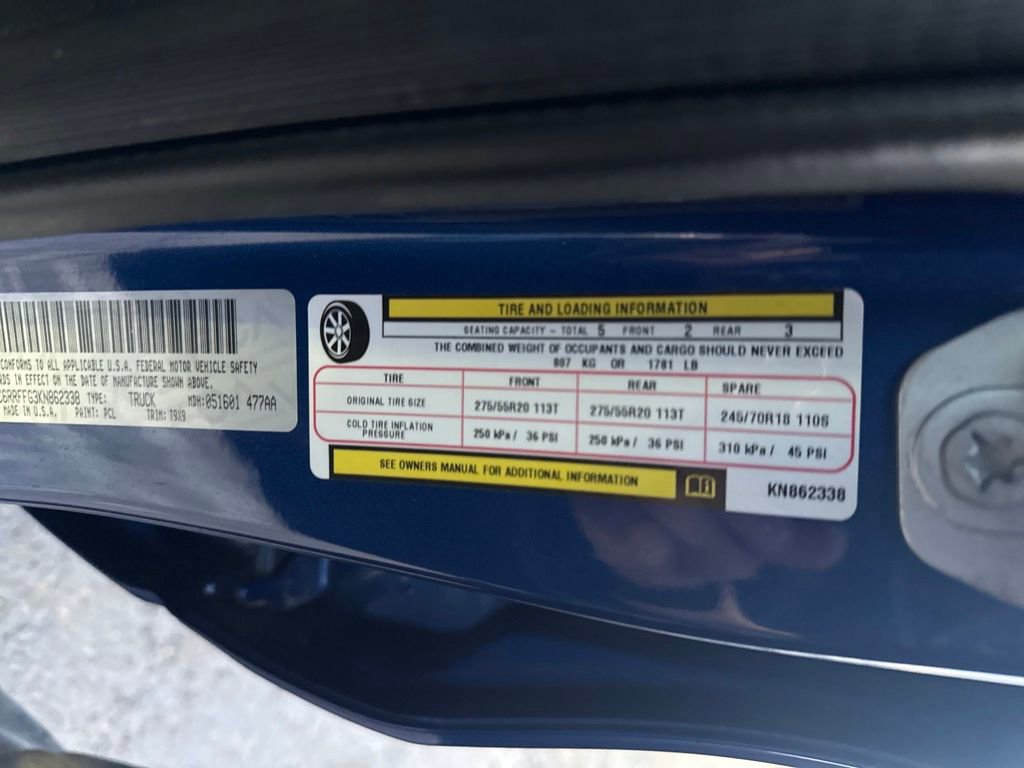 CONFORMS TO ALL APPLICABLE U.S.A. FEDERAL MOTOR VEHICLE SAFETY
RDS IN EFFECT ON THE DATE OF MANUFACTURE SHOWN ABOVE.
C6RRFFG3KN862338 TYPE: TRUCK MDH: 051601 477AA
MADE IN U.S.A. PAINT: PCL TRIM: T9X9
TIRE AND LOADING INFORMATION
SEATING CAPACITY – TOTAL 5 FRONT 2 REAR 3
THE COMBINED WEIGHT OF OCCUPANTS AND CARGO SHOULD NEVER EXCEED
807 KG OR 1781 LB
TIRE FRONT REAR SPARE
ORIGINAL TIRE SIZE 275/55R20 113T 275/55R20 113T 245/70R18 110S
COLD TIRE INFLATION PRESSURE 250 kPa / 36 PSI 250 kPa / 36 PSI 310 kPa / 45 PSI
SEE OWNERS MANUAL FOR ADDITIONAL INFORMATION
KN862338